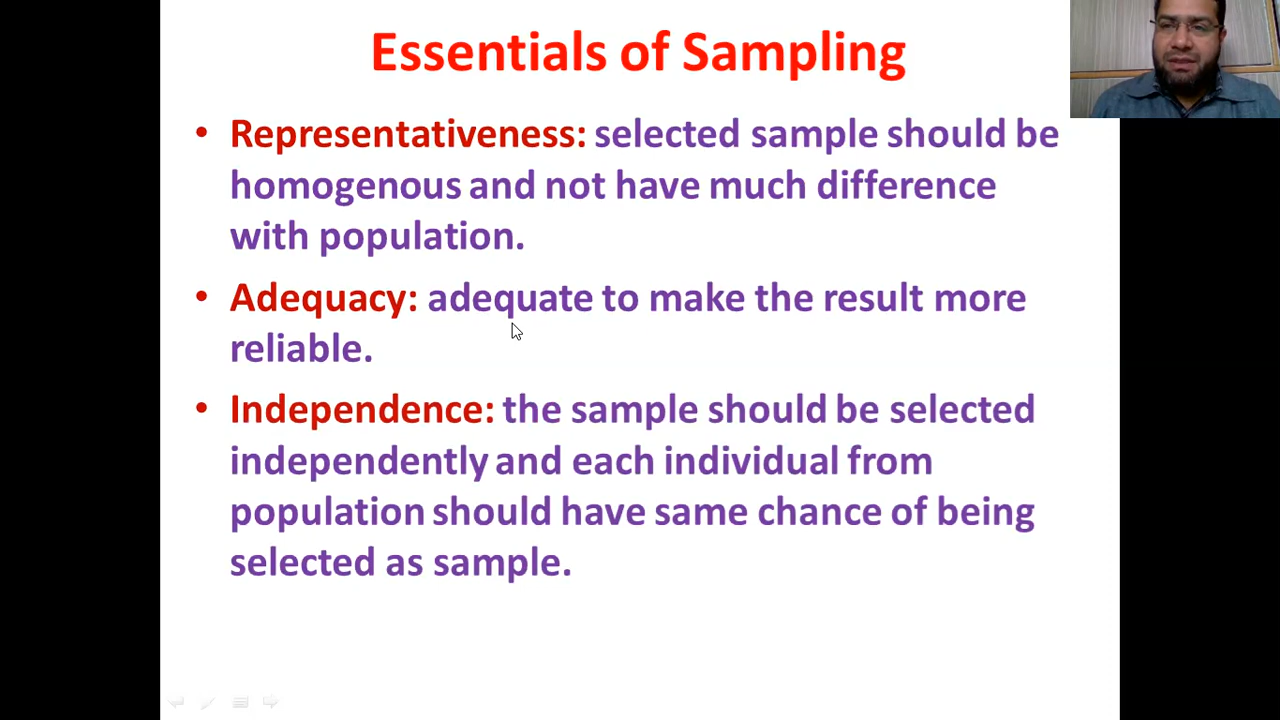 Essentials of Sampling
• Representativeness: selected sample should be
homogenous and not have much difference
with population.
• Adequacy: adequate to make the result more
reliable.
• Independence: the sample should be selected
independently and each individual from
population should have same chance of being
selected as sample.